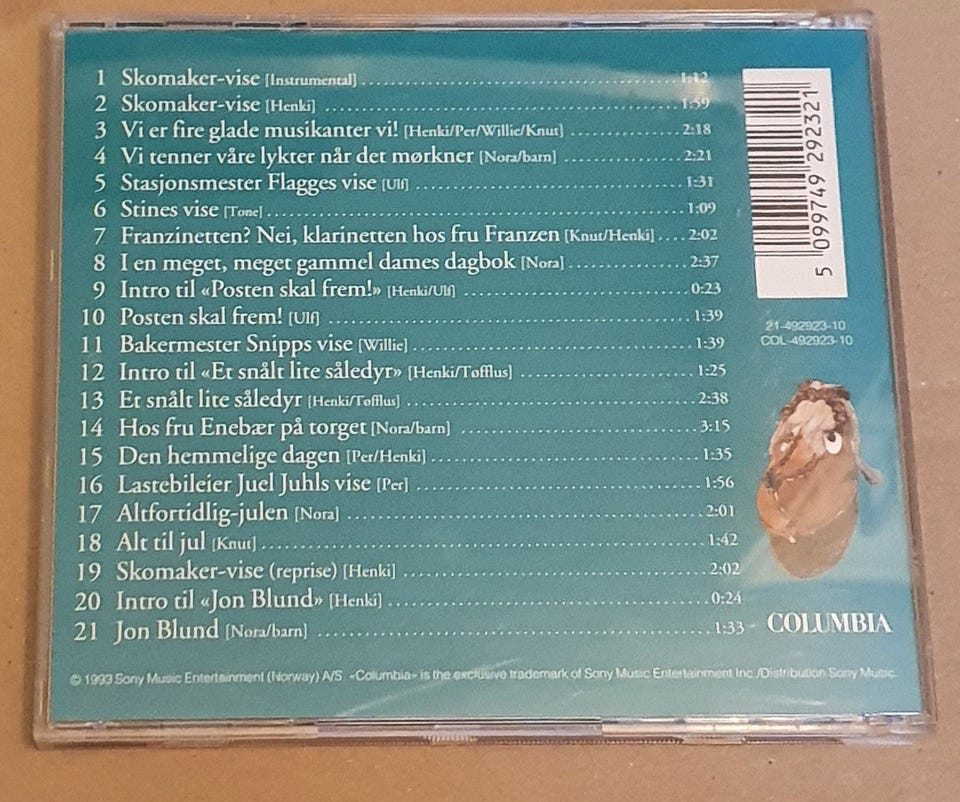 1 Skomaker-vise [Instrumental] 1:12
2 Skomaker-vise [Henki] 1:59
3 Vi er fire glade musikanter vi! [Henki/Per/Willie/Knut] 2:18
4 Vi tenner våre lykter når det mørkner [Nora/barn] 2:21
5 Stasjonsmester Flagges vise [Ulf] 1:31
6 Stines vise [Tone] 1:09
7 Franzinetten? Nei, klarinetten hos fru Franzen [Knut/Henki] 2:02
8 I en meget, meget gammel dames dagbok [Nora] 2:37
9 Intro til «Posten skal frem!» [Henki/Ulf] 0:23
10 Posten skal frem! [Ulf] 1:39
11 Bakermester Snipps vise [Willie] 1:39
12 Intro til «Et snålt lite såledyr» [Henki/Tøfflus] 1:25
13 Et snålt lite såledyr [Henki/Tøfflus] 2:38
14 Hos fru Enebær på torget [Nora/barn] 3:15
15 Den hemmelige dagen [Per/Henki] 1:35
16 Lastebileier Juel Juhls vise [Per] 1:56
17 Altfortidlig-julen [Nora] 2:01
18 Alt til jul [Knut] 1:42
19 Skomaker-vise (reprise) [Henki] 2:02
20 Intro til «Jon Blund» [Henki] 0:24
21 Jon Blund [Nora/barn] 1:33
5 099749 292321
21-492923-10
COL-492923-10
COLUMBIA
© 1993 Sony Music Entertainment (Norway) A/S «Columbia» is the exclusive trademark of Sony Music Entertainment Inc./Distribution Sony Music.